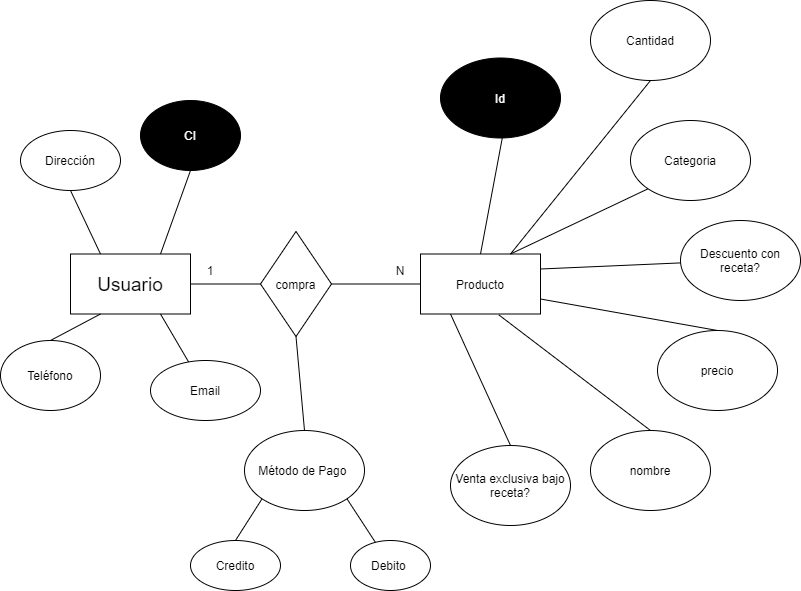 Cantidad
Id
CI
Dirección
Categoria
Descuento con
receta?
1
N
Usuario
compra
Producto
precio
Teléfono
Email
Método de Pago
Venta exclusiva bajo
receta?
nombre
Credito
Debito